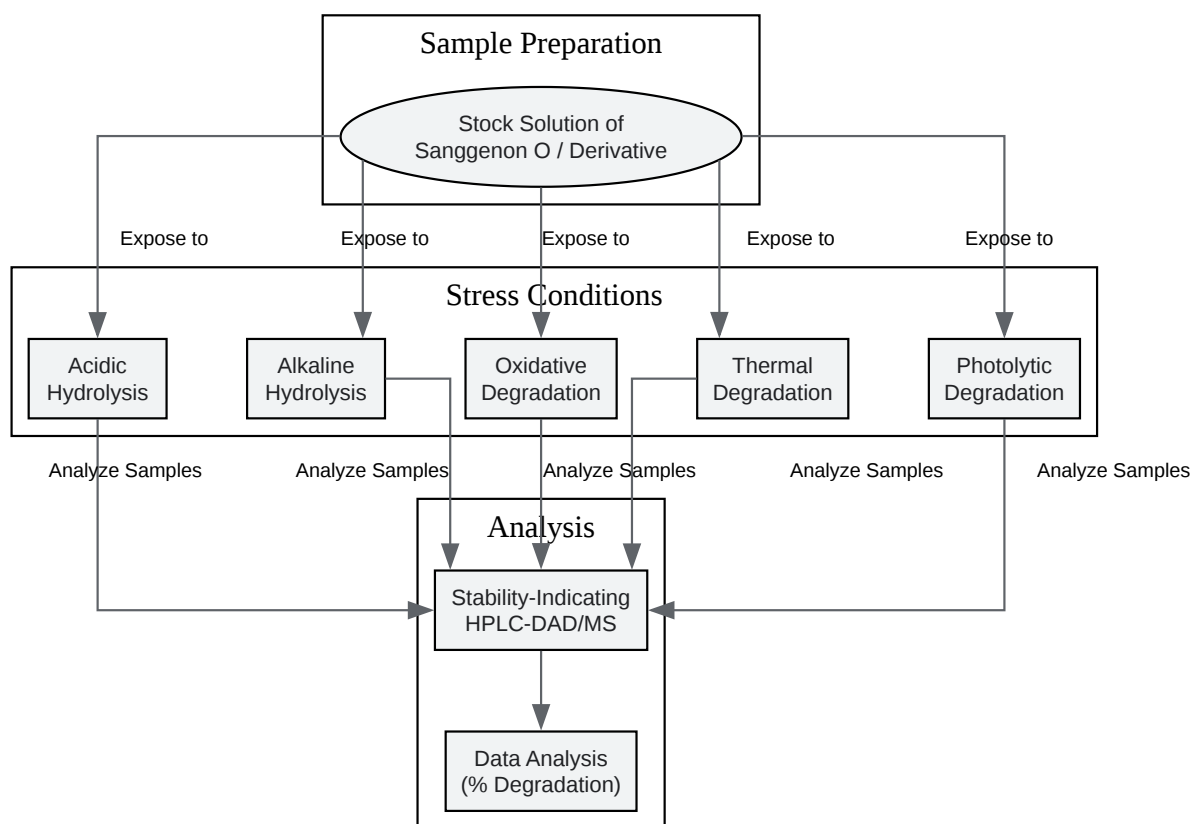 Sample Preparation
Stock Solution of
Sanggenon O / Derivative
Expose to
Expose to
Expose to
Expose to
Expose to
Stress Conditions
Acidic
Hydrolysis
Alkaline
Hydrolysis
Oxidative
Degradation
Thermal
Degradation
Photolytic
Degradation
Analyze Samples
Analyze Samples
Analyze Samples
Analyze Samples
Analyze Samples
Analysis
Stability-Indicating
HPLC-DAD/MS
Data Analysis
(% Degradation)